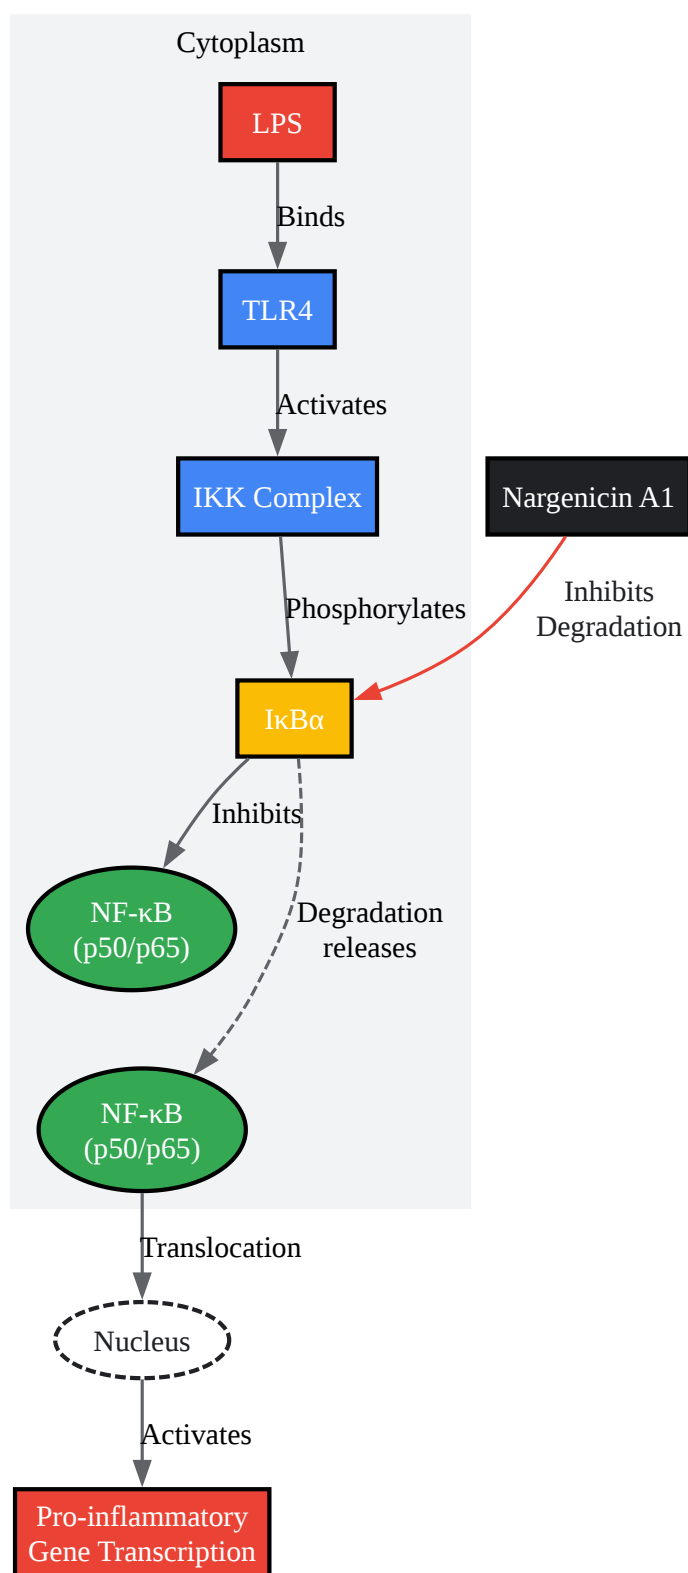 Cytoplasm
LPS
Binds
TLR4
Activates
IKK Complex
Nargenicin A1
Phosphorylates
Inhibits
Degradation
IκBα
Inhibits
NF-κB
(p50/p65)
Degradation
releases
NF-κB
(p50/p65)
Translocation
Nucleus
Activates
Pro-inflammatory
Gene Transcription